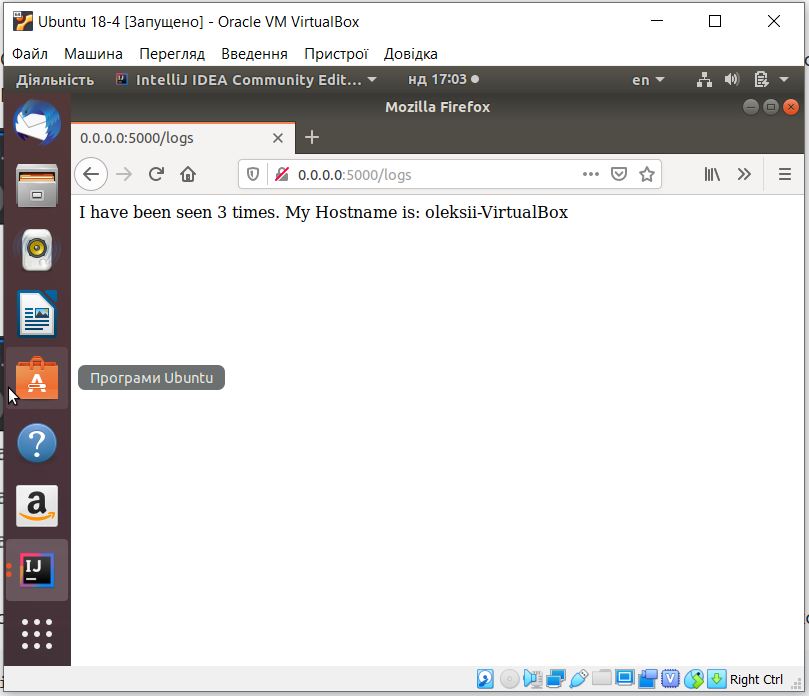 Ubuntu 18-4 [Запущено] - Oracle VM VirtualBox
Файл Машина Перегляд Введення Пристрої Довідка
Діяльність IntelliJ IDEA Community Edit... нд 17:03 en
Mozilla Firefox
0.0.0.0:5000/logs
0.0.0.0:5000/logs
I have been seen 3 times. My Hostname is: oleksii-VirtualBox
Програми Ubuntu
Right Ctrl